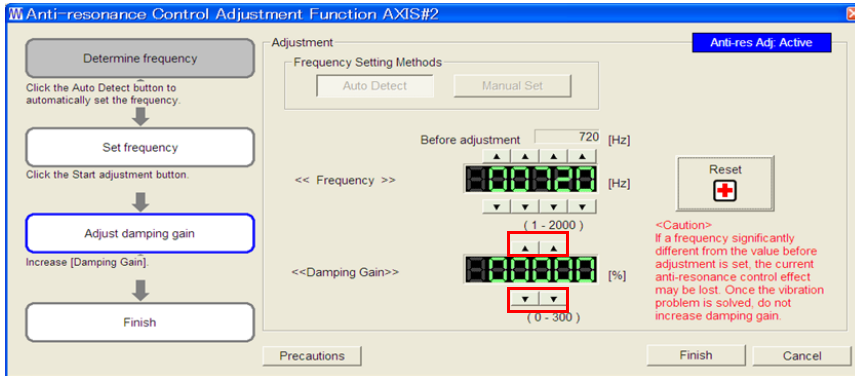 Anti-resonance Control Adjustment Function AXIS#2
Determine frequency
Click the Auto Detect button to
automatically set the frequency.
Set frequency
Click the Start adjustment button.
Adjust damping gain
Increase [Damping Gain].
Finish
Adjustment
Anti-res Adj: Active
Frequency Setting Methods
Auto Detect
Manual Set
Before adjustment 720 [Hz]
<< Frequency >> 00720 [Hz]
( 1 - 2000 )
<<Damping Gain>> [%]
( 0 - 300 )
Reset
<Caution>
If a frequency significantly
different from the value before
adjustment is set, the current
anti-resonance control effect
may be lost. Once the vibration
problem is solved, do not
increase damping gain.
Precautions
Finish
Cancel